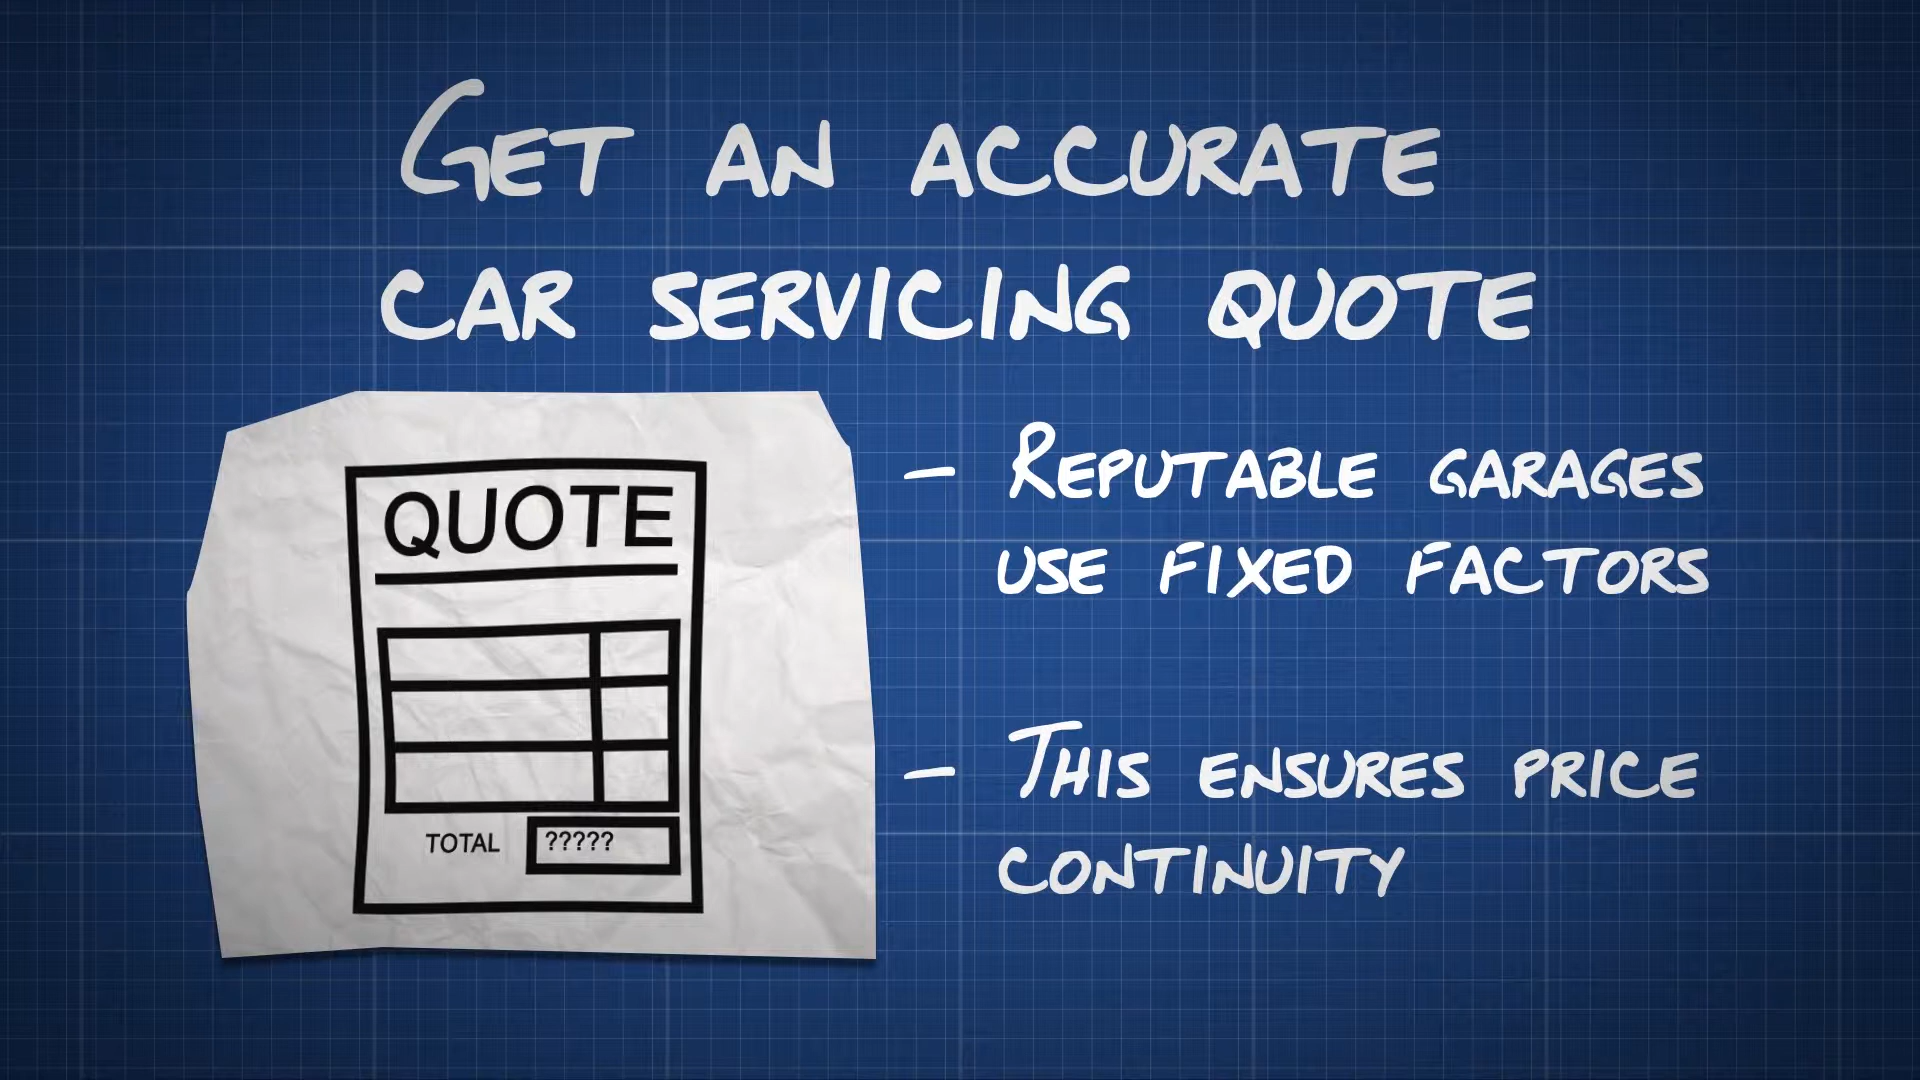 Get an accurate
car servicing quote
QUOTE
TOTAL ?????
- Reputable garages
use fixed factors
- This ensures price
continuity